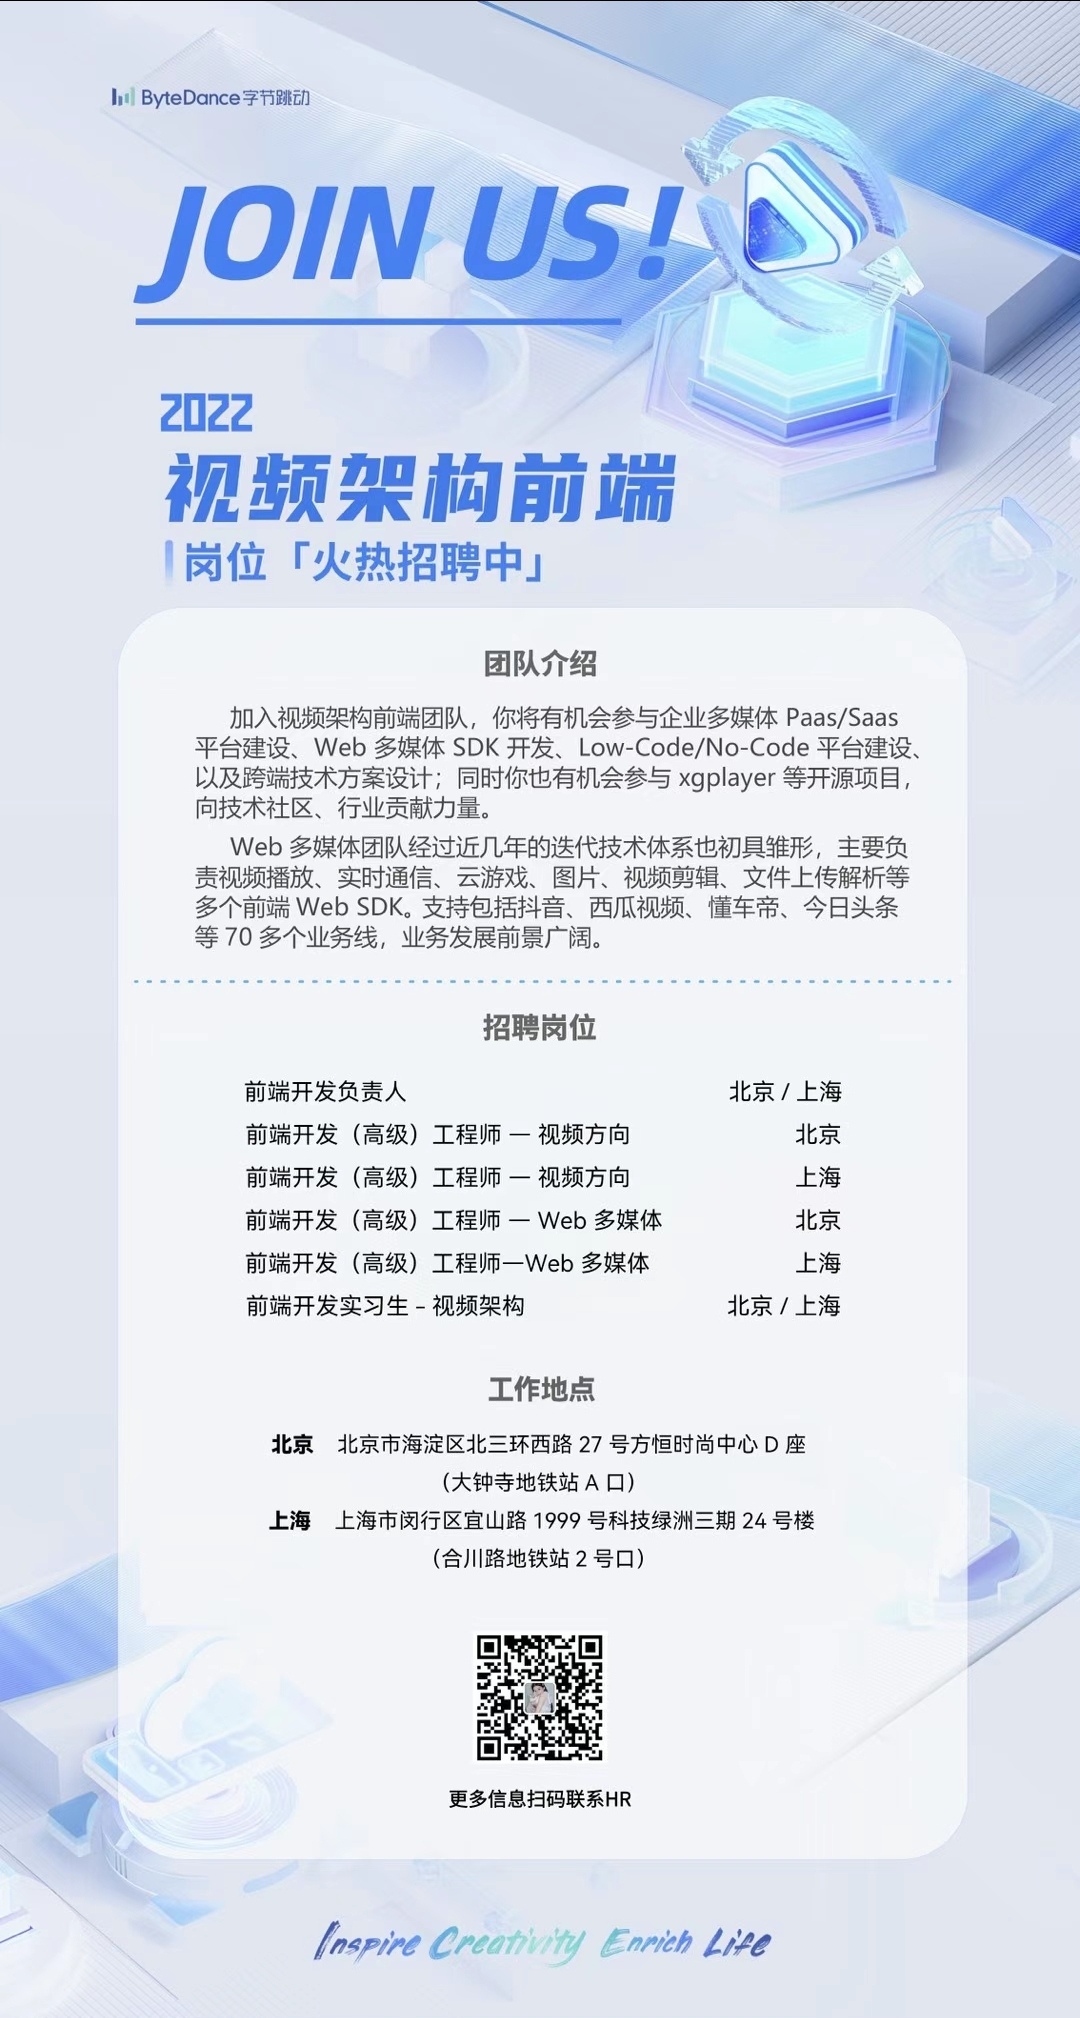 ByteDance字节跳动
JOIN US!
2022
视频架构前端
岗位「火热招聘中」
团队介绍
加入视频架构前端团队，你将有机会参与企业多媒体 Paas/Saas
平台建设、Web 多媒体 SDK 开发、Low-Code/No-Code 平台建设、
以及跨端技术方案设计；同时你也有机会参与 xgplayer 等开源项目，
向技术社区、行业贡献力量。
Web 多媒体团队经过近几年的迭代技术体系也初具雏形，主要负
责视频播放、实时通信、云游戏、图片、视频剪辑、文件上传解析等
多个前端 Web SDK。支持包括抖音、西瓜视频、懂车帝、今日头条
等 70 多个业务线，业务发展前景广阔。
招聘岗位
前端开发负责人 北京 / 上海
前端开发（高级）工程师 — 视频方向 北京
前端开发（高级）工程师 — 视频方向 上海
前端开发（高级）工程师 — Web 多媒体 北京
前端开发（高级）工程师—Web 多媒体 上海
前端开发实习生 – 视频架构 北京 / 上海
工作地点
北京 北京市海淀区北三环西路 27 号方恒时尚中心 D 座
（大钟寺地铁站 A 口）
上海 上海市闵行区宜山路 1999 号科技绿洲三期 24 号楼
（合川路地铁站 2 号口）
更多信息扫码联系HR
Inspire Creativity Enrich Life